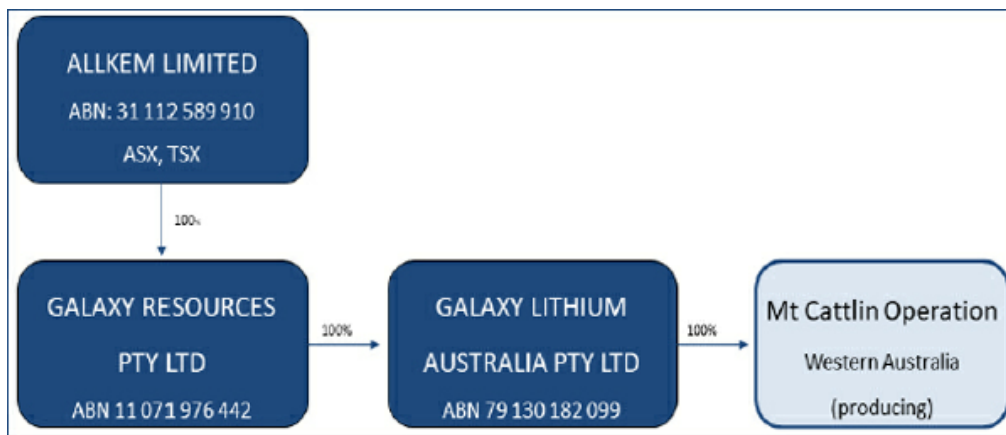 ALLKEM LIMITED
ABN: 31 112 589 910
ASX, TSX
100%
GALAXY RESOURCES
PTY LTD
ABN 11 071 976 442
100%
GALAXY LITHIUM
AUSTRALIA PTY LTD
ABN 79 130 182 099
100%
Mt Cattlin Operation
Western Australia
(producing)